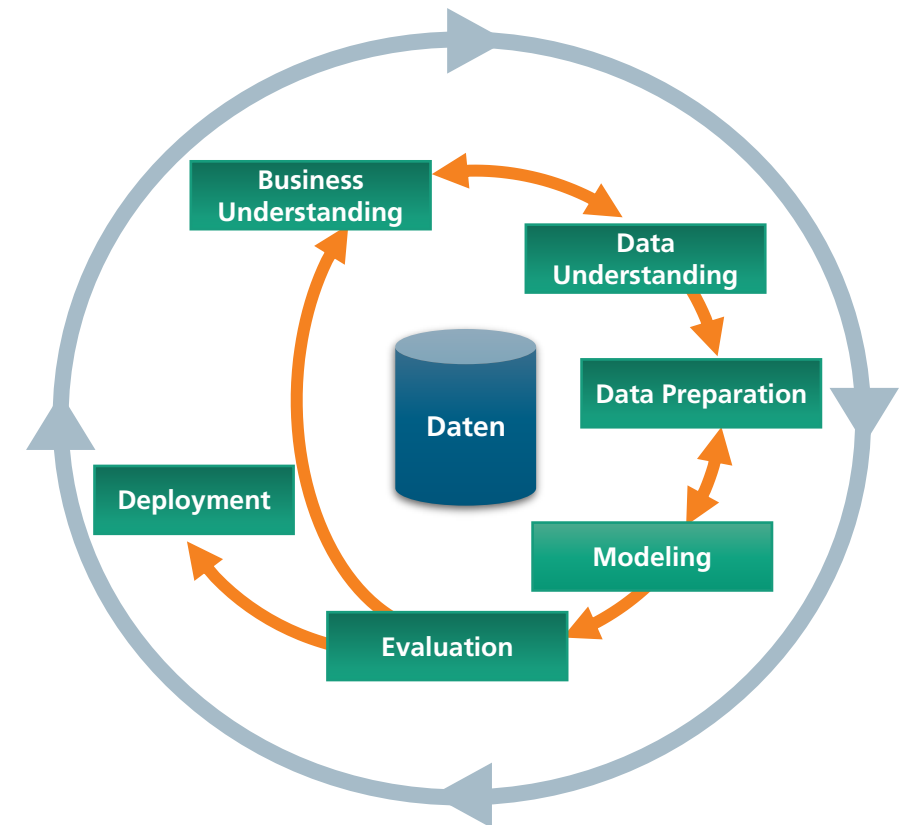 Business
Understanding
Data
Understanding
Data Preparation
Daten
Deployment
Modeling
Evaluation